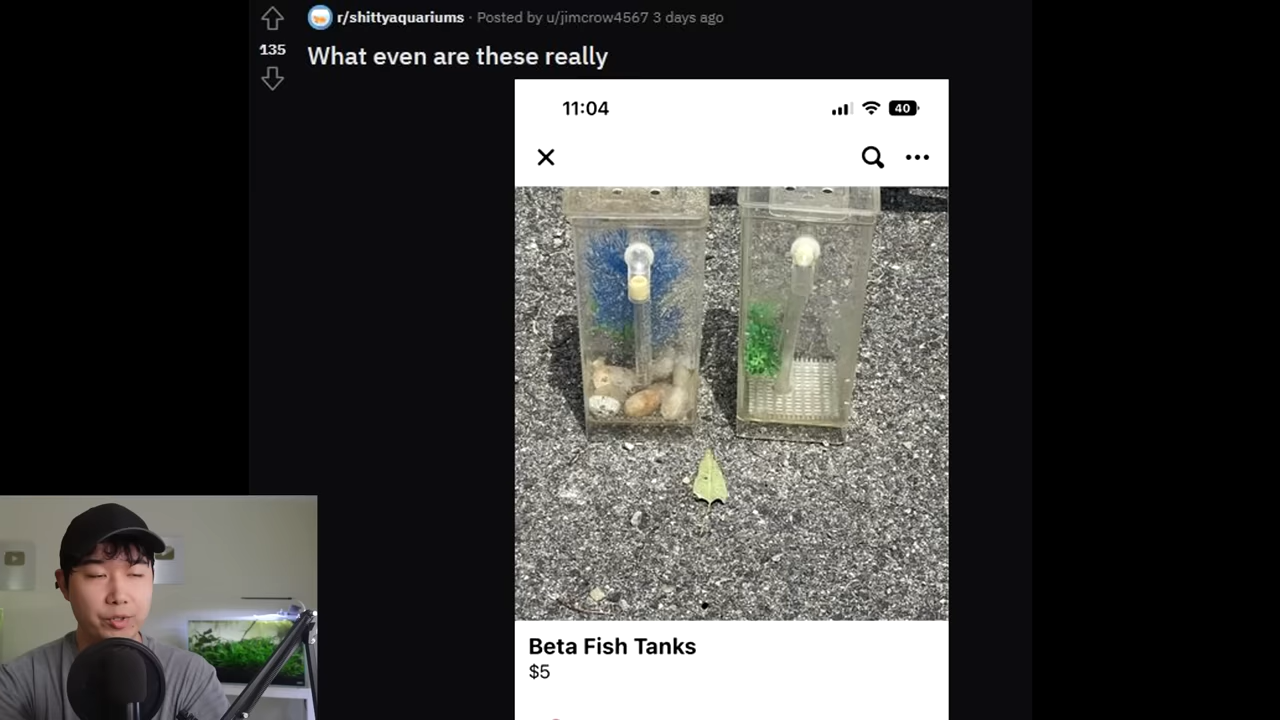 r/shittyaquariums · Posted by u/jimcrow4567 3 days ago
135
What even are these really
11:04
40
Beta Fish Tanks
$5